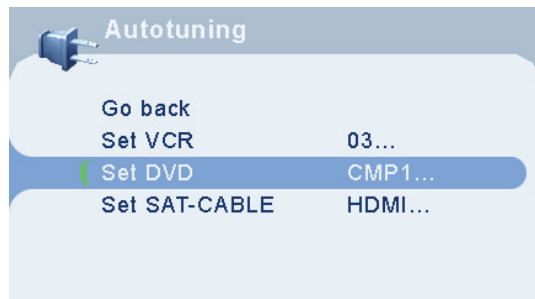 Autotuning
Go back
Set VCR 03...
Set DVD CMP1...
Set SAT-CABLE HDMI...